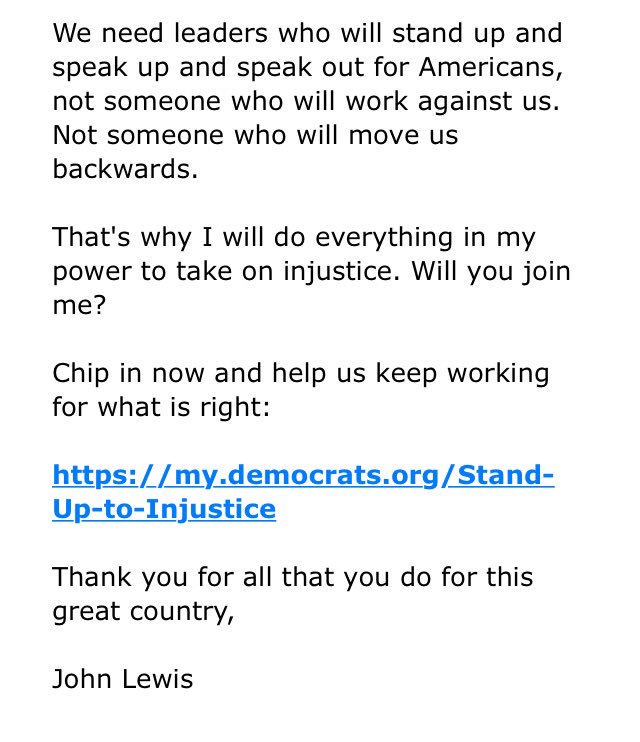 We need leaders who will stand up and
speak up and speak out for Americans,
not someone who will work against us.
Not someone who will move us
backwards.
That's why I will do everything in my
power to take on injustice. Will you join
me?
Chip in now and help us keep working
for what is right:
https://my.democrats.org/Stand-
Up-to-Injustice
Thank you for all that you do for this
great country,
John Lewis